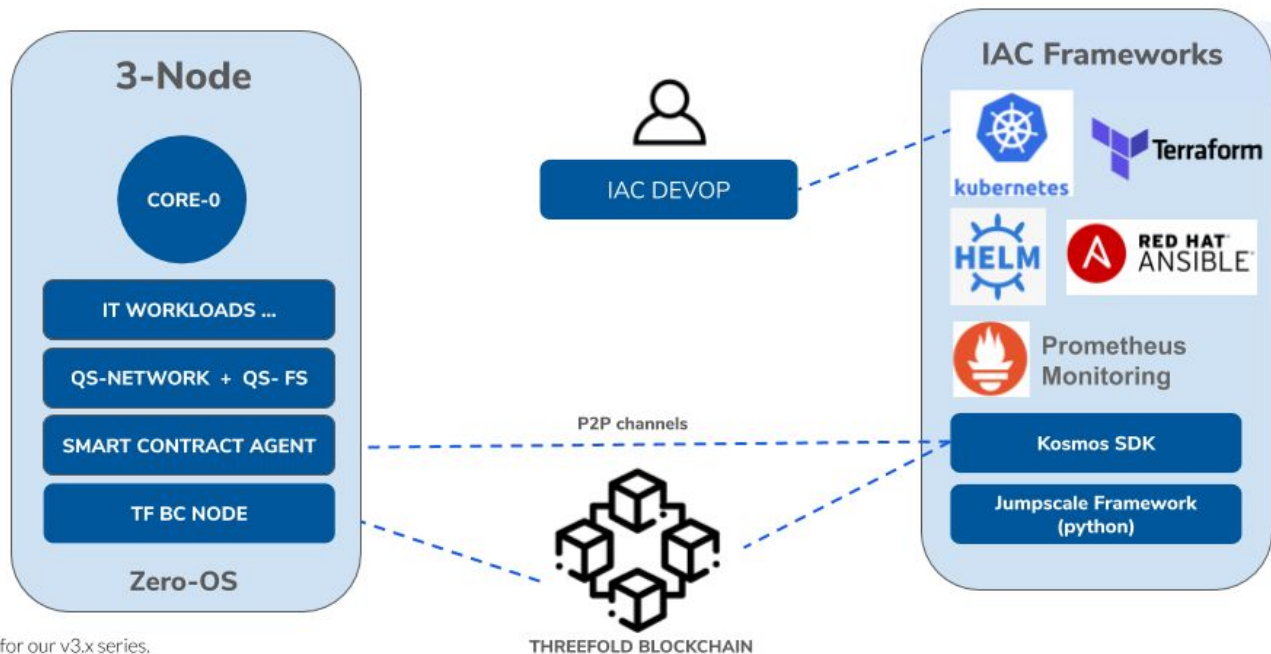 3-Node
CORE-0
IT WORKLOADS ...
QS-NETWORK + QS- FS
SMART CONTRACT AGENT
TF BC NODE
Zero-OS
for our v3.x series.
IAC DEVOP
P2P channels
THREEFOLD BLOCKCHAIN
IAC Frameworks
kubernetes
Terraform
HELM
A
RED HAT
ANSIBLE
Prometheus
Monitoring
Kosmos SDK
Jumpscale Framework
(python)